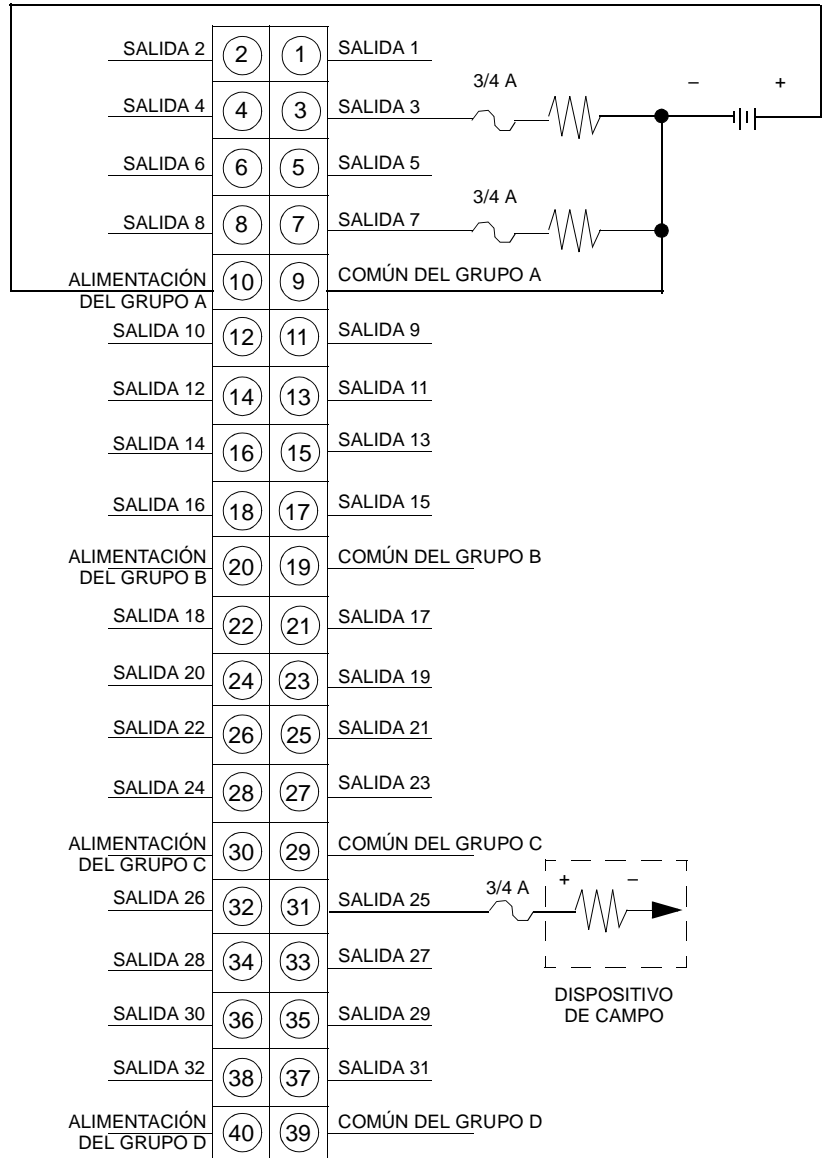 SALIDA 2 2 1 SALIDA 1
3/4 A – +
SALIDA 4 4 3 SALIDA 3
SALIDA 6 6 5 SALIDA 5
3/4 A
SALIDA 8 8 7 SALIDA 7
ALIMENTACIÓN
DEL GRUPO A 10 9 COMÚN DEL GRUPO A
SALIDA 10 12 11 SALIDA 9
SALIDA 12 14 13 SALIDA 11
SALIDA 14 16 15 SALIDA 13
SALIDA 16 18 17 SALIDA 15
ALIMENTACIÓN
DEL GRUPO B 20 19 COMÚN DEL GRUPO B
SALIDA 18 22 21 SALIDA 17
SALIDA 20 24 23 SALIDA 19
SALIDA 22 26 25 SALIDA 21
SALIDA 24 28 27 SALIDA 23
ALIMENTACIÓN
DEL GRUPO C 30 29 COMÚN DEL GRUPO C
SALIDA 26 32 31 SALIDA 25 3/4 A + –
SALIDA 28 34 33 SALIDA 27
DISPOSITIVO
DE CAMPO
SALIDA 30 36 35 SALIDA 29
SALIDA 32 38 37 SALIDA 31
ALIMENTACIÓN
DEL GRUPO D 40 39 COMÚN DEL GRUPO D